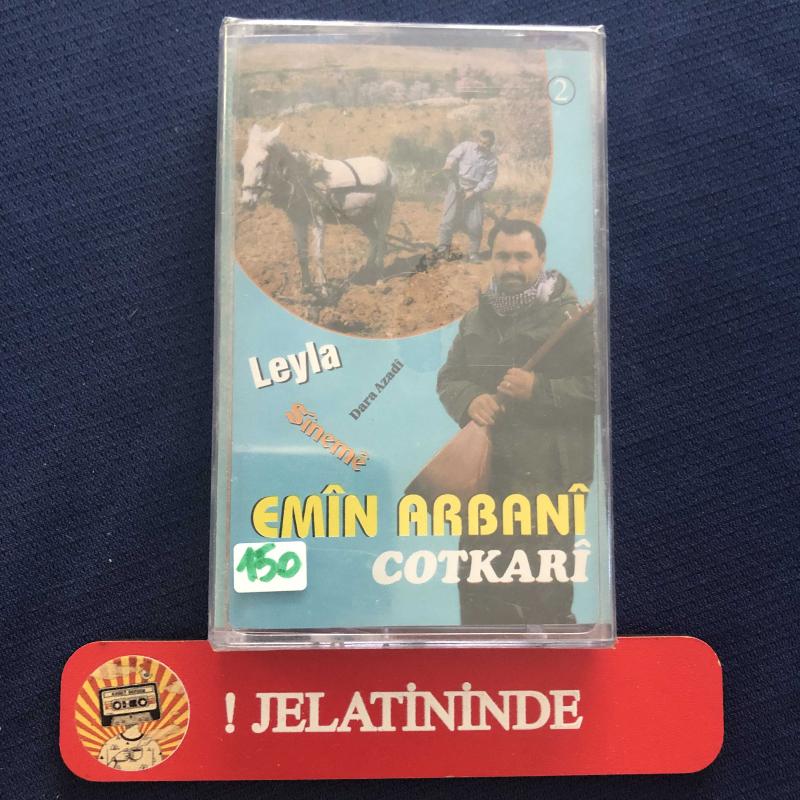 2
Leyla
Dara Azadî
Sînemê
EMÎN ARBANÎ
COTKARÎ
150
! JELATİNİNDE